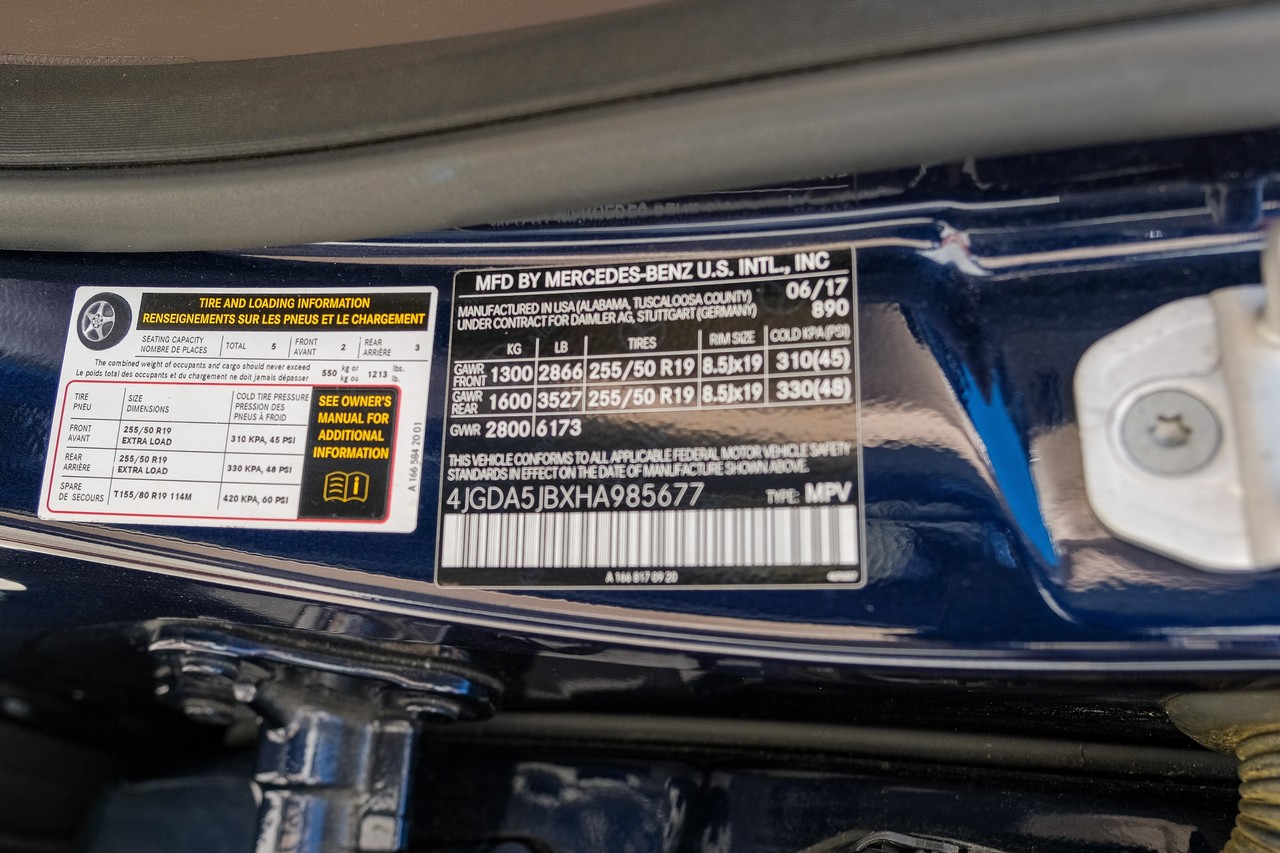 TIRE AND LOADING INFORMATION
RENSEIGNEMENTS SUR LES PNEUS ET LE CHARGEMENT
SEATING CAPACITY
NOMBRE DE PLACES
TOTAL 5
FRONT
AVANT
2
REAR
ARRIÈRE
3
The combined weight of occupants and cargo should never exceed
Le poids total des occupants et du chargement ne doit jamais dépasser
550 kg or
kg ou
1213 lbs.
lb.
TIRE
PNEU
SIZE
DIMENSIONS
COLD TIRE PRESSURE
PRESSION DES
PNEUS À FROID
FRONT
AVANT
255/50 R19
EXTRA LOAD
310 KPA, 45 PSI
REAR
ARRIÈRE
255/50 R19
EXTRA LOAD
330 KPA, 48 PSI
SPARE
DE SECOURS
T155/80 R19 114M
420 KPA, 60 PSI
SEE OWNER'S
MANUAL FOR
ADDITIONAL
INFORMATION
A 166 584 20 01
MFD BY MERCEDES-BENZ U.S. INTL., INC
MANUFACTURED IN USA (ALABAMA, TUSCALOOSA COUNTY)
UNDER CONTRACT FOR DAIMLER AG, STUTTGART (GERMANY)
06/17
890
KG LB TIRES RIM SIZE COLD KPA (PSI)
GAWR
FRONT
1300 2866 255/50 R19 8.5Jx19 310(45)
GAWR
REAR
1600 3527 255/50 R19 8.5Jx19 330(48)
GVWR 2800 6173
THIS VEHICLE CONFORMS TO ALL APPLICABLE FEDERAL MOTOR VEHICLE SAFETY
STANDARDS IN EFFECT ON THE DATE OF MANUFACTURE SHOWN ABOVE.
4JGDA5JBXHA985677 TYPE: MPV
A 166 817 09 20